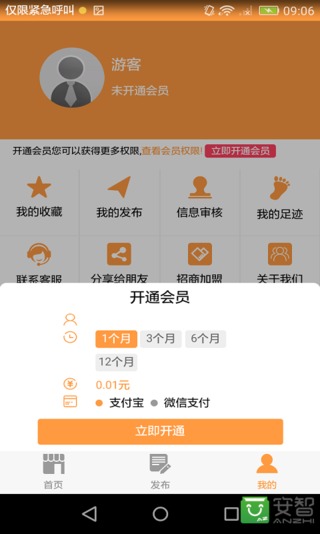 仅限紧急呼叫 09:06
游客
未开通会员
开通会员您可以获得更多权限,查看会员权限! 立即开通会员
我的收藏 我的发布 信息审核 我的足迹
联系客服 分享给朋友 招商加盟 关于我们
开通会员
1个月 3个月 6个月
12个月
0.01元
支付宝 微信支付
立即开通
首页 发布 我的
安智
ANZHI